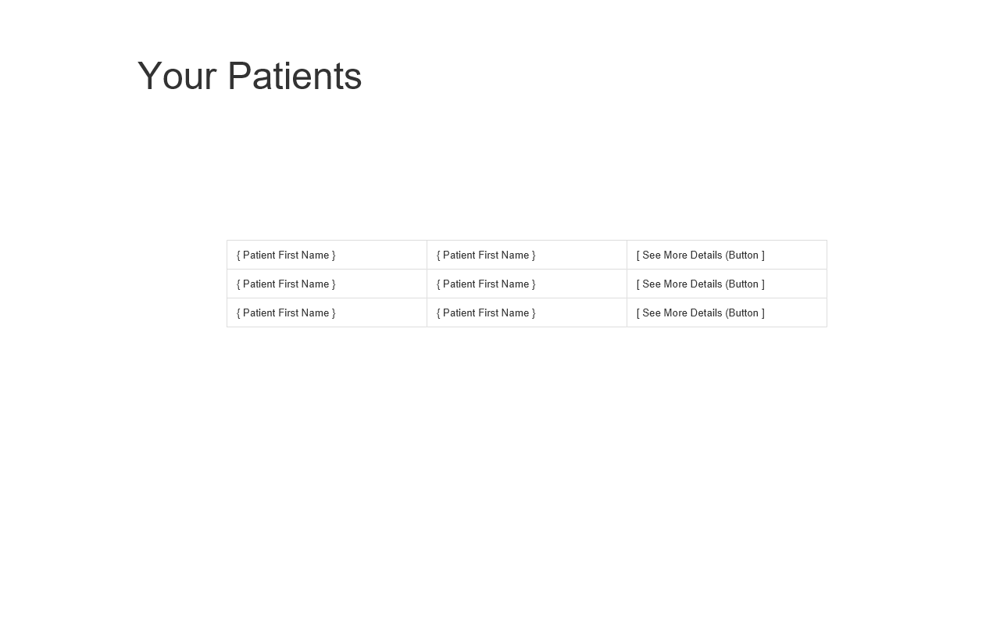 Your Patients
{ Patient First Name } { Patient First Name } [ See More Details (Button ]
{ Patient First Name } { Patient First Name } [ See More Details (Button ]
{ Patient First Name } { Patient First Name } [ See More Details (Button ]